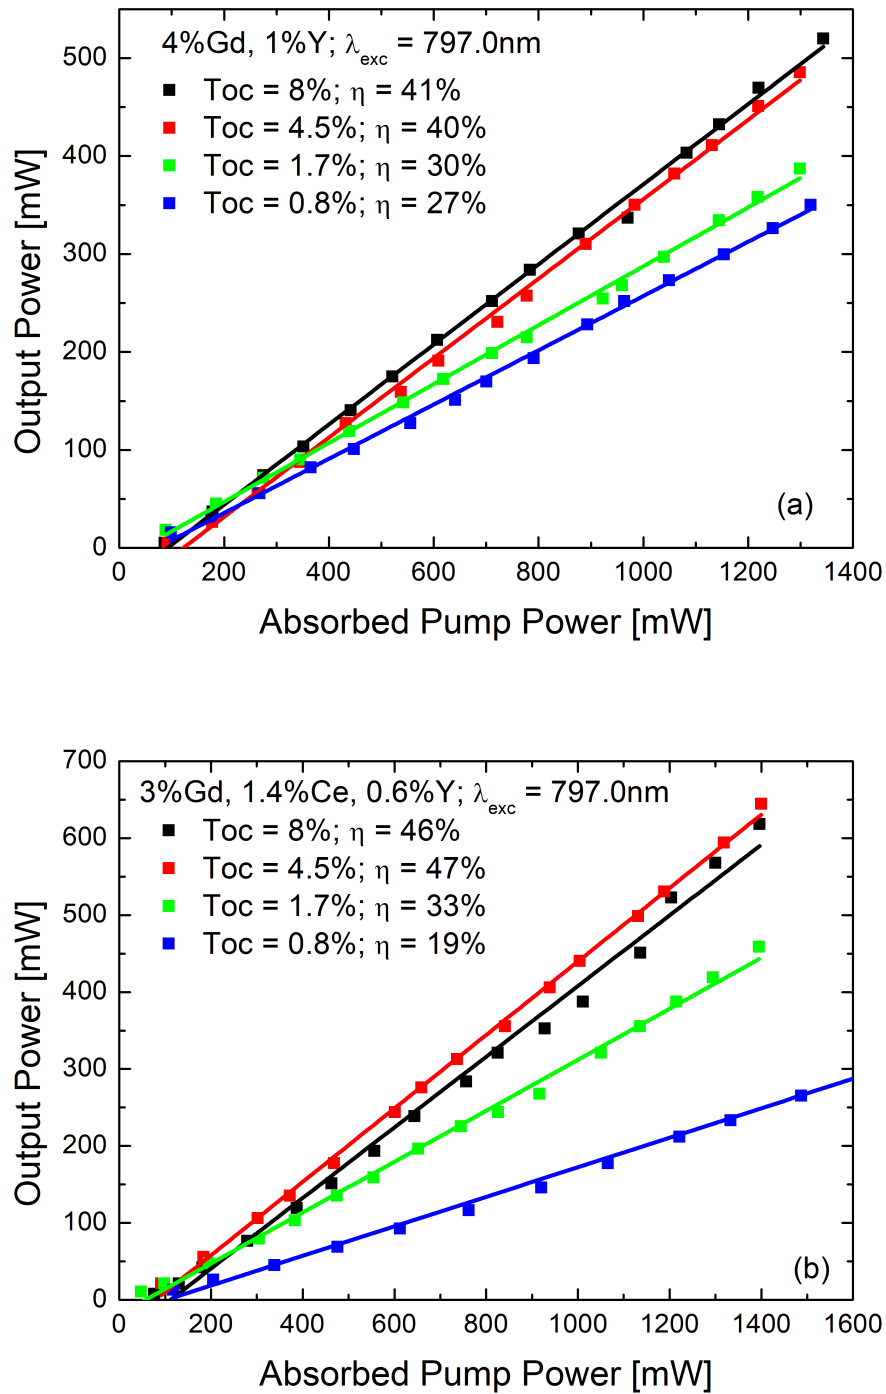 4%Gd, 1%Y; λexc = 797.0nm
Toc = 8%; η = 41%
Toc = 4.5%; η = 40%
Toc = 1.7%; η = 30%
Toc = 0.8%; η = 27%
500
400
300
200
100
0
Output Power [mW]
(a)
0 200 400 600 800 1000 1200 1400
Absorbed Pump Power [mW]
700
600
500
400
300
200
100
0
Output Power [mW]
3%Gd, 1.4%Ce, 0.6%Y; λexc = 797.0nm
Toc = 8%; η = 46%
Toc = 4.5%; η = 47%
Toc = 1.7%; η = 33%
Toc = 0.8%; η = 19%
(b)
0 200 400 600 800 1000 1200 1400 1600
Absorbed Pump Power [mW]